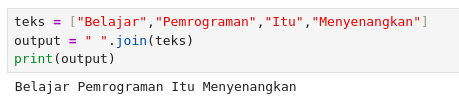 teks = ["Belajar","Pemrograman","Itu","Menyenangkan"]
output = " ".join(teks)
print(output)
Belajar Pemrograman Itu Menyenangkan